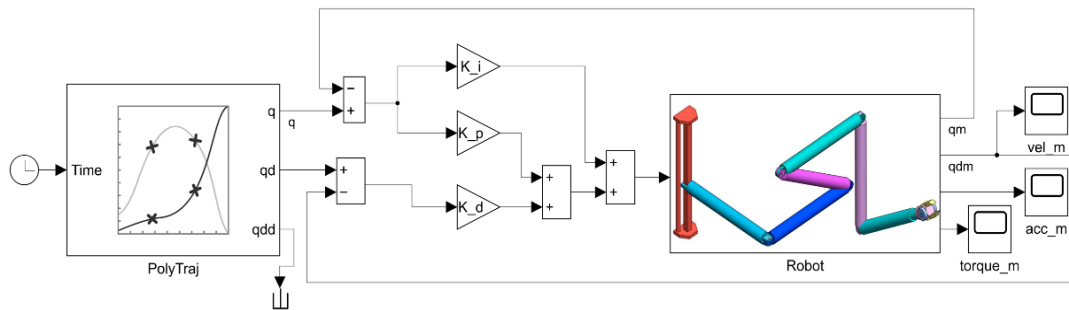 Time
q
qd
qdd
q
PolyTraj
K_i
K_p
K_d
Robot
qm
qdm
vel_m
acc_m
torque_m